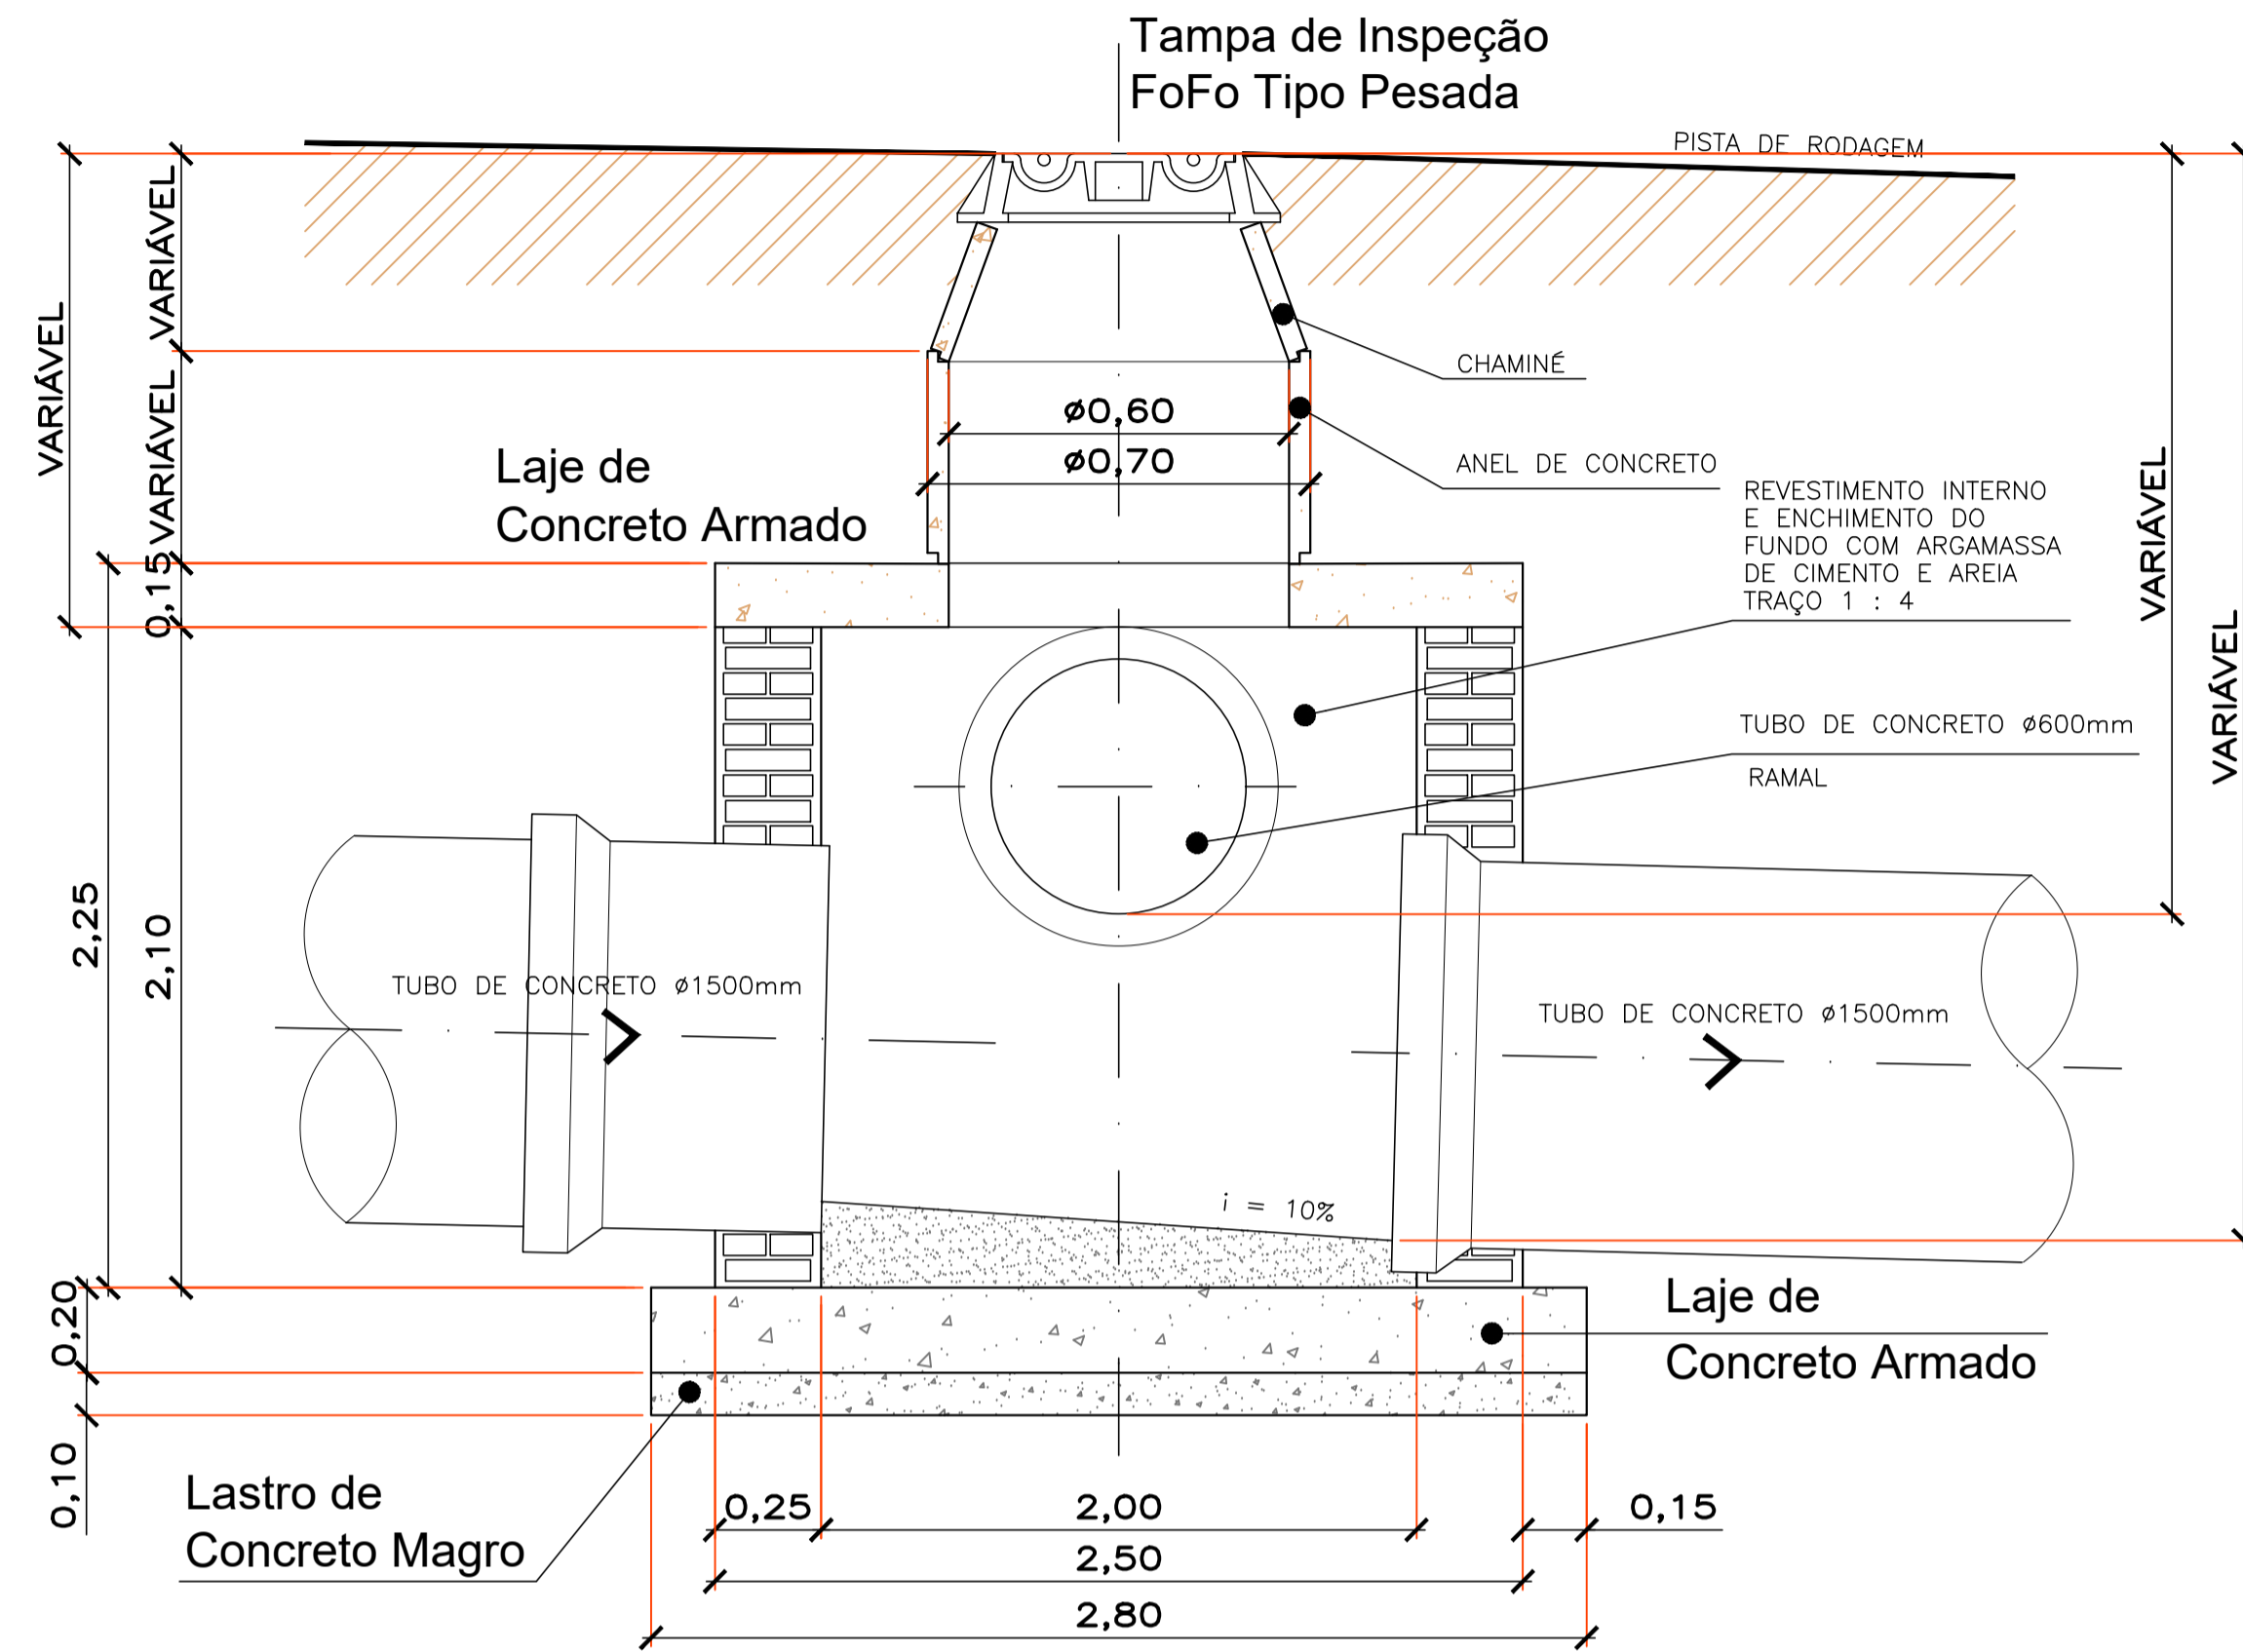 Tampa de Inspeção
FoFo Tipo Pesada
PISTA DE RODAGEM
VARIÁVEL
VARIÁVEL
VARIÁVEL
0,15
CHAMINÉ
ø0,60
ø0,70
ANEL DE CONCRETO
Laje de
Concreto Armado
REVESTIMENTO INTERNO
E ENCHIMENTO DO
FUNDO COM ARGAMASSA
DE CIMENTO E AREIA
TRAÇO 1 : 4
VARIÁVEL
VARIÁVEL
TUBO DE CONCRETO ø600mm
RAMAL
2,25
2,10
TUBO DE CONCRETO ø1500mm
TUBO DE CONCRETO ø1500mm
i = 10%
0,20
0,10
Laje de
Concreto Armado
Lastro de
Concreto Magro
0,25
2,00
0,15
2,50
2,80